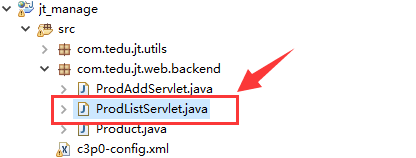 jt_manage
src
com.tedu.jt.utils
com.tedu.jt.web.backend
ProdAddServlet.java
ProdListServlet.java
Product.java
c3p0-config.xml